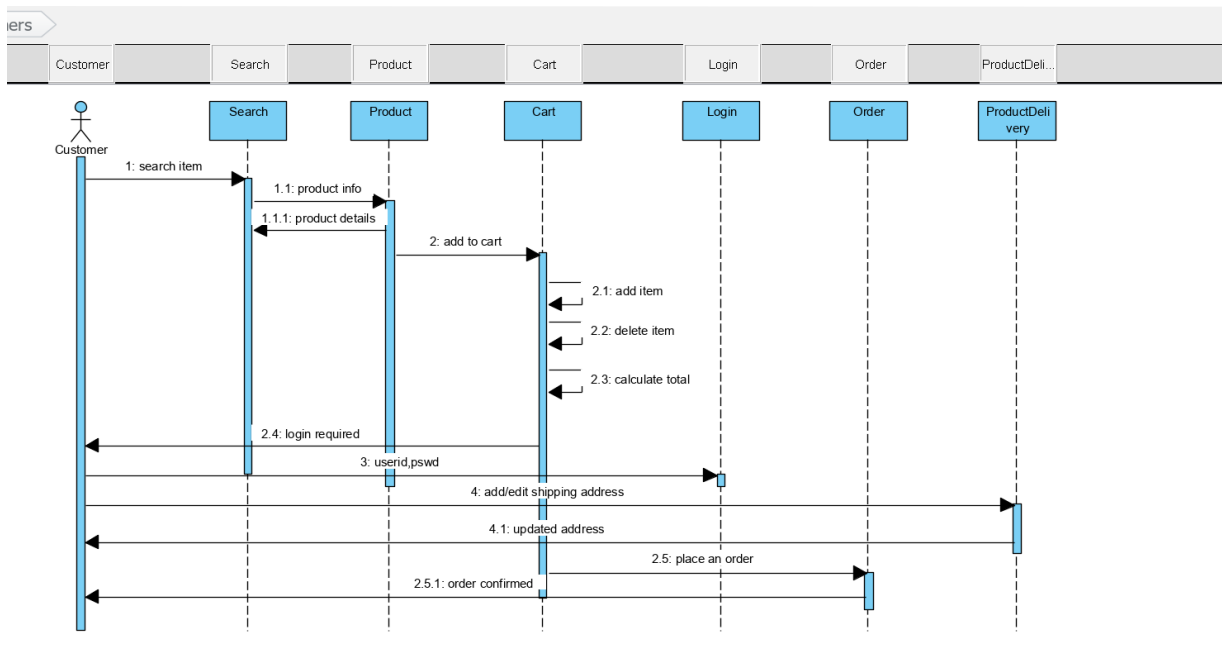 ners
Customer Search Product Cart Login Order ProductDeli...
Search Product Cart Login Order ProductDeli
very
Customer
1: search item
1.1: product info
1.1.1: product details
2: add to cart
2.1: add item
2.2: delete item
2.3: calculate total
2.4: login required
3: userid,pswd
4: add/edit shipping address
4.1: updated address
2.5: place an order
2.5.1: order confirmed